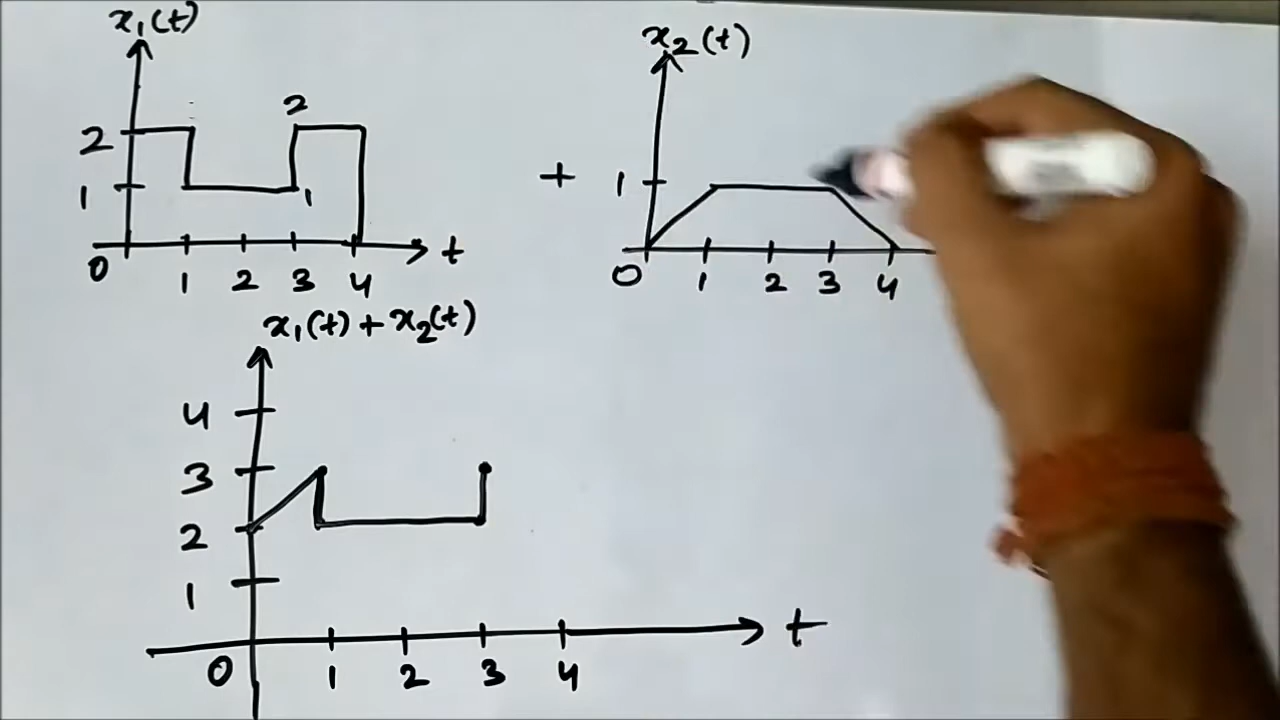 x₁(t)
2
2
1
1
0 1 2 3 4 t
+
x₂(t)
1
0 1 2 3 4
x₁(t) + x₂(t)
4
3
2
1
0 1 2 3 4 t